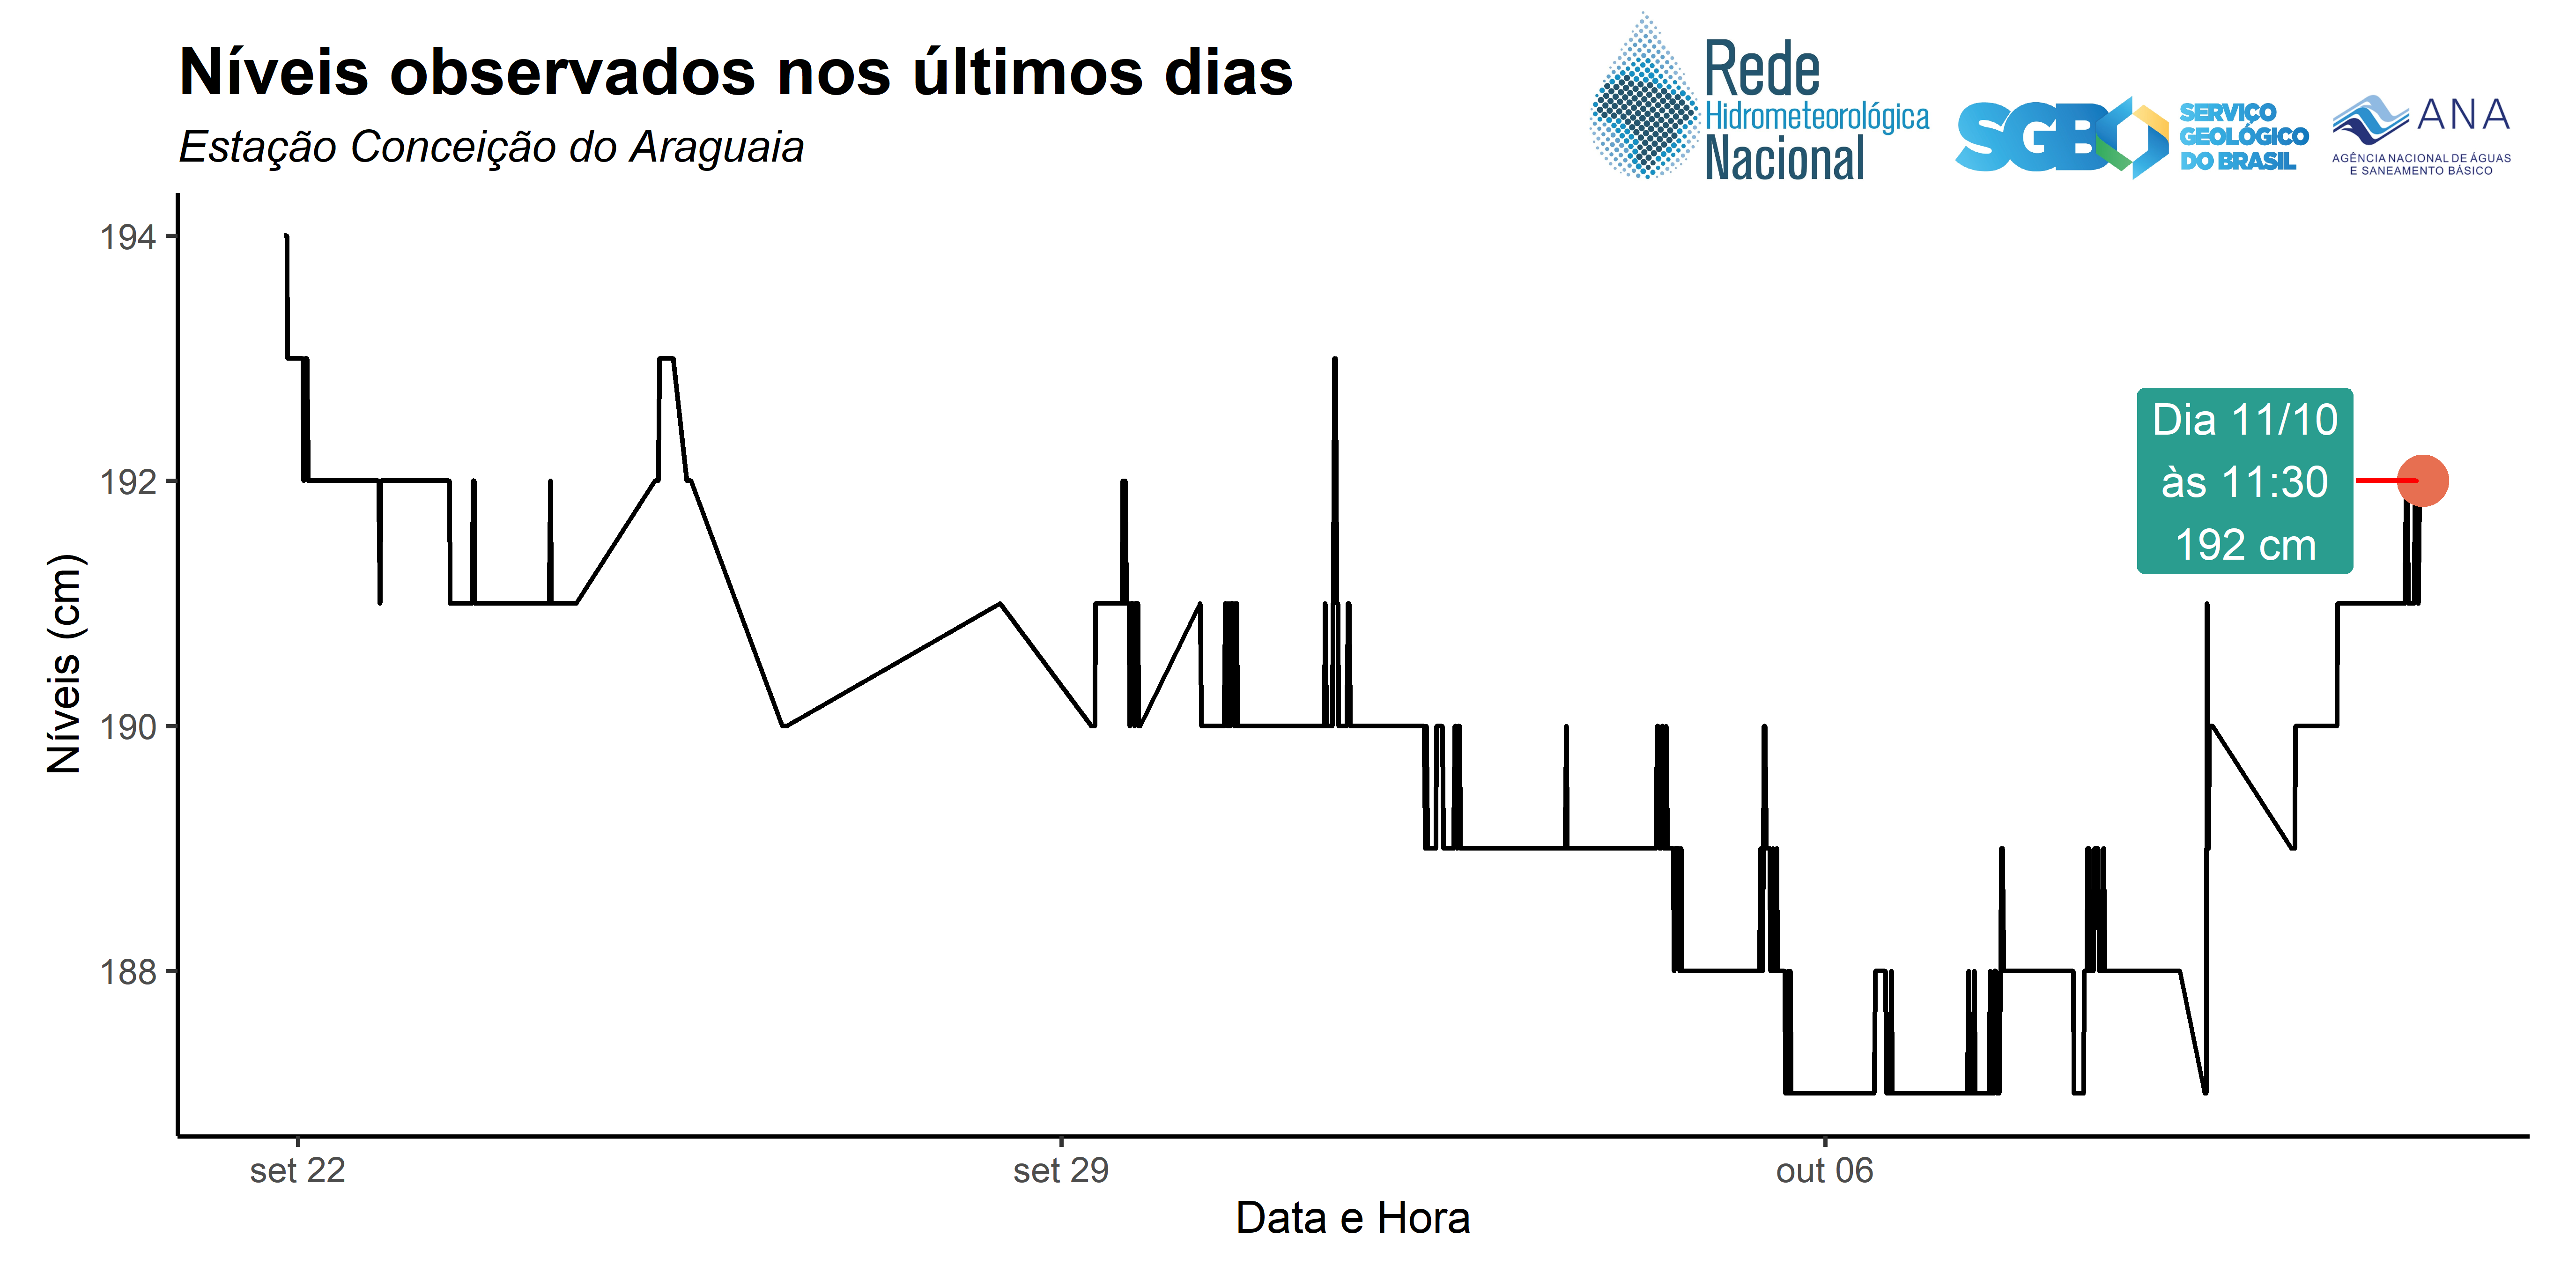 Níveis observados nos últimos dias
Estação Conceição do Araguaia
Rede
Hidrometeorológica
Nacional
SGB
SERVIÇO
GEOLÓGICO
DO BRASIL
ANA
AGÊNCIA NACIONAL DE ÁGUAS
E SANEAMENTO BÁSICO
Níveis (cm)
194
192
190
188
Dia 11/10
às 11:30
192 cm
set 22
set 29
out 06
Data e Hora